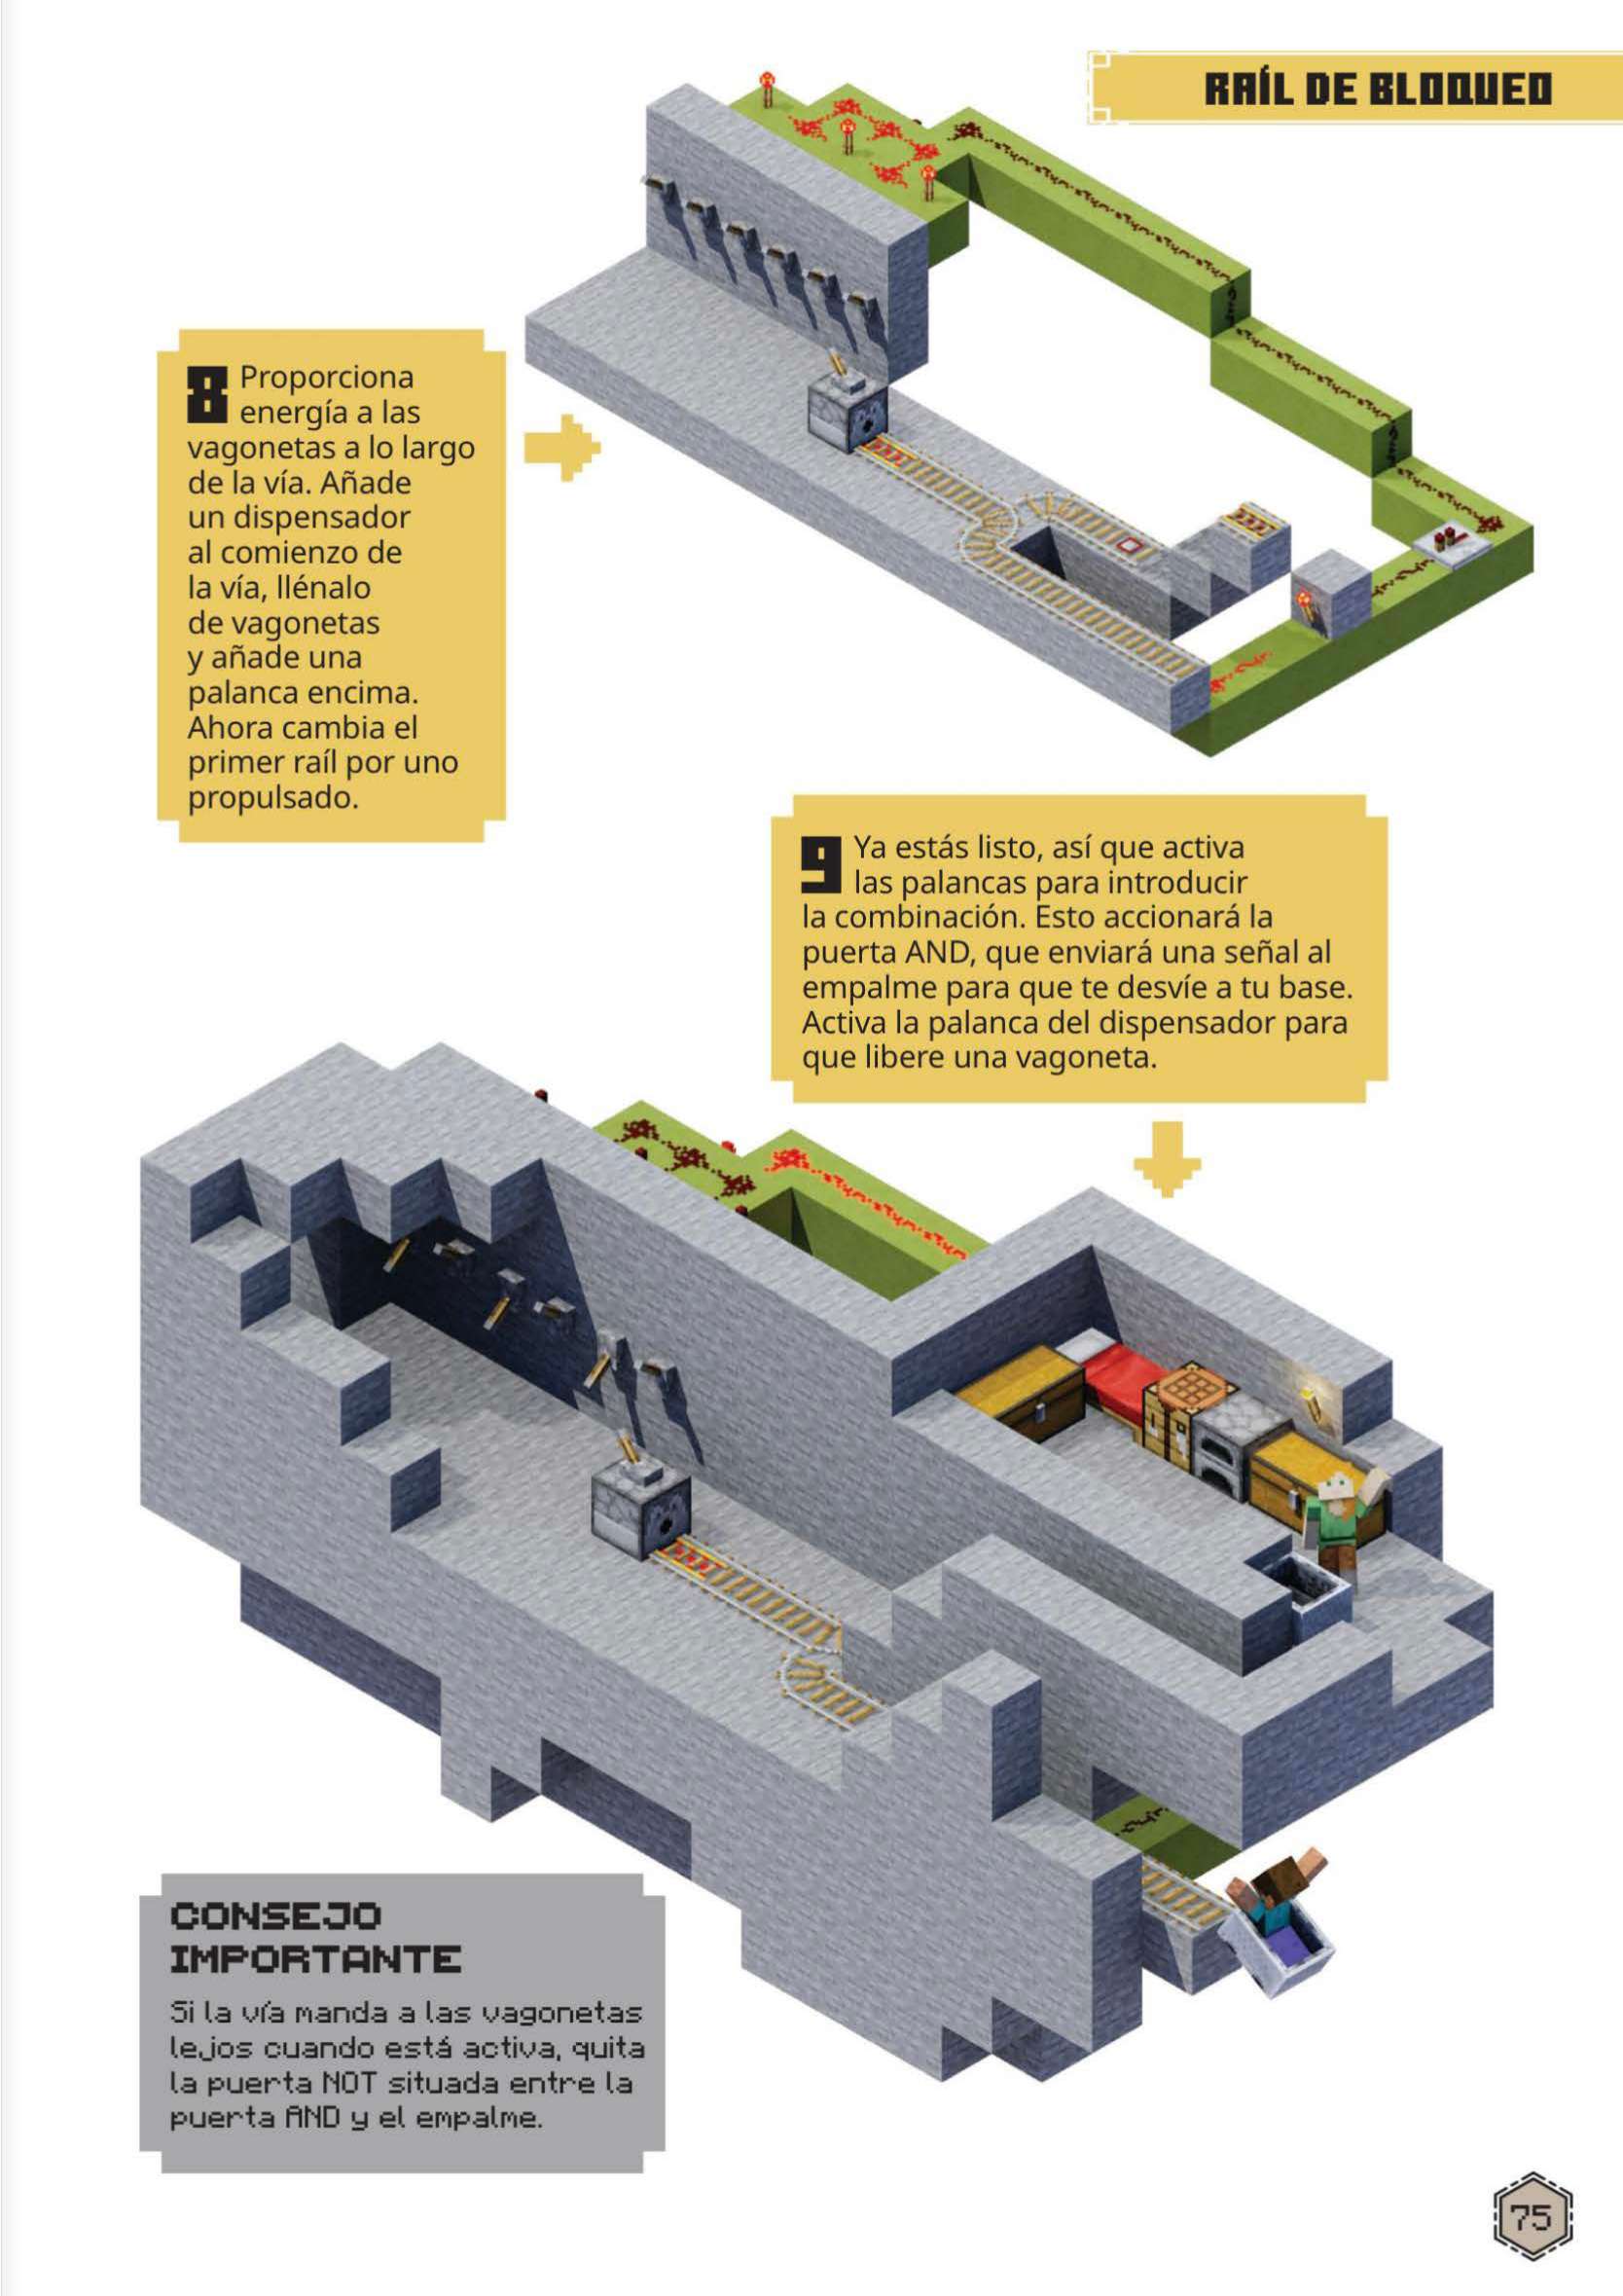 RAÍL DE BLOQUEO
8 Proporciona
energía a las
vagonetas a lo largo
de la vía. Añade
un dispensador
al comienzo de
la vía, llénalo
de vagonetas
y añade una
palanca encima.
Ahora cambia el
primer raíl por uno
propulsado.
9 Ya estás listo, así que activa
las palancas para introducir
la combinación. Esto accionará la
puerta AND, que enviará una señal al
empalme para que te desvíe a tu base.
Activa la palanca del dispensador para
que libere una vagoneta.
CONSEJO
IMPORTANTE
Si la vía manda a las vagonetas
lejos cuando está activa, quita
la puerta NOT situada entre la
puerta AND y el empalme.
75